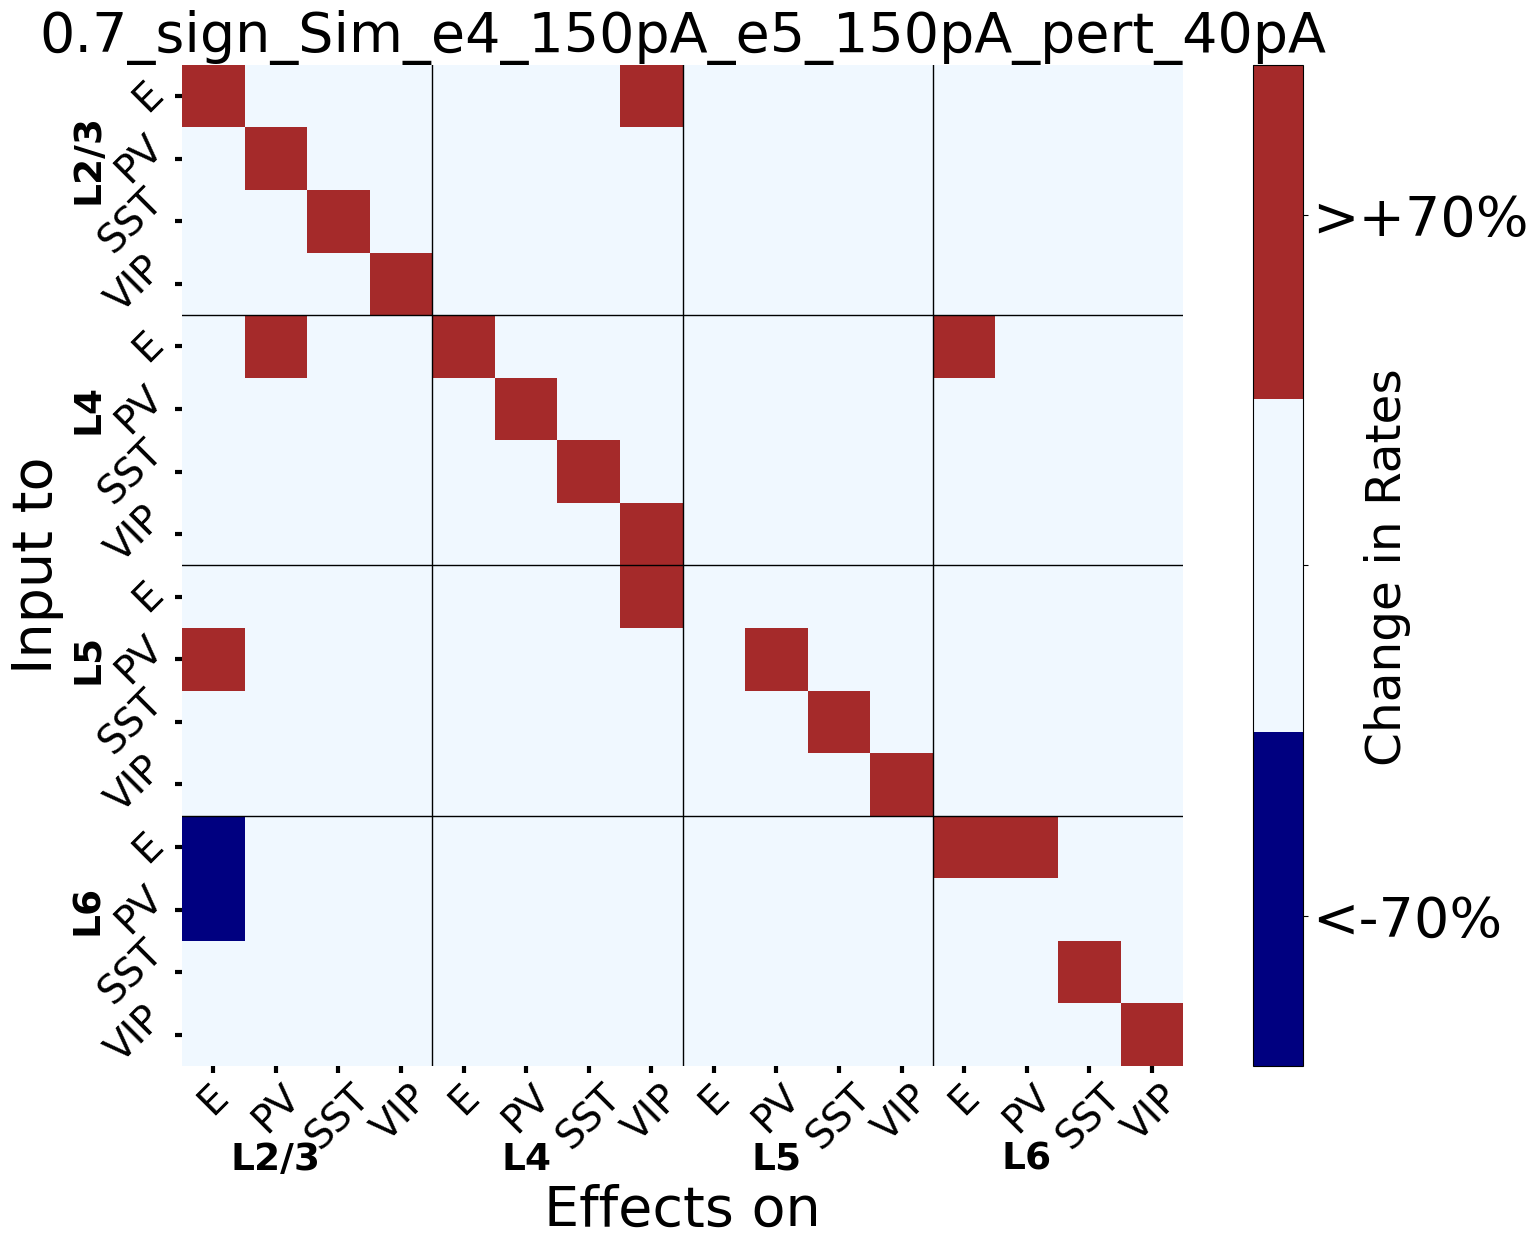 0.7_sign_Sim_e4_150pA_e5_150pA_pert_40pA
Input to
L2/3
E
PV
SST
VIP
L4
E
PV
SST
VIP
L5
E
PV
SST
VIP
L6
E
PV
SST
VIP
E PV SST VIP E PV SST VIP E PV SST VIP E PV SST VIP
L2/3 L4 L5 L6
Effects on
>+70%
<-70%
Change in Rates